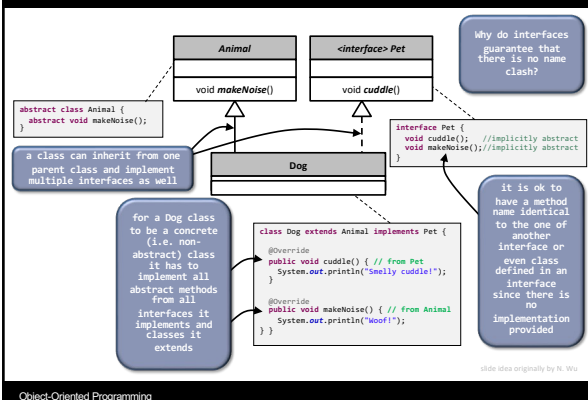 Animal
void makeNoise()
<interface> Pet
void cuddle()
Why do interfaces
guarantee that
there is no name
clash?
abstract class Animal {
abstract void makeNoise();
}
interface Pet {
void cuddle(); //implicitly abstract
void makeNoise();//implicitly abstract
}
a class can inherit from one
parent class and implement
multiple interfaces as well
Dog
for a Dog class
to be a concrete
(i.e. non-
abstract) class
it has to
implement all
abstract methods
from all
interfaces it
implements and
classes it
extends
class Dog extends Animal implements Pet {
@Override
public void cuddle() { // from Pet
System.out.println("Smelly cuddle!");
}
@Override
public void makeNoise() { // from Animal
System.out.println("Woof!");
} }
it is ok to
have a method
name identical
to the one of
another
interface or
even class
defined in an
interface
since there is
no
implementation
provided
slide idea originally by N. Wu
Object-Oriented Programming